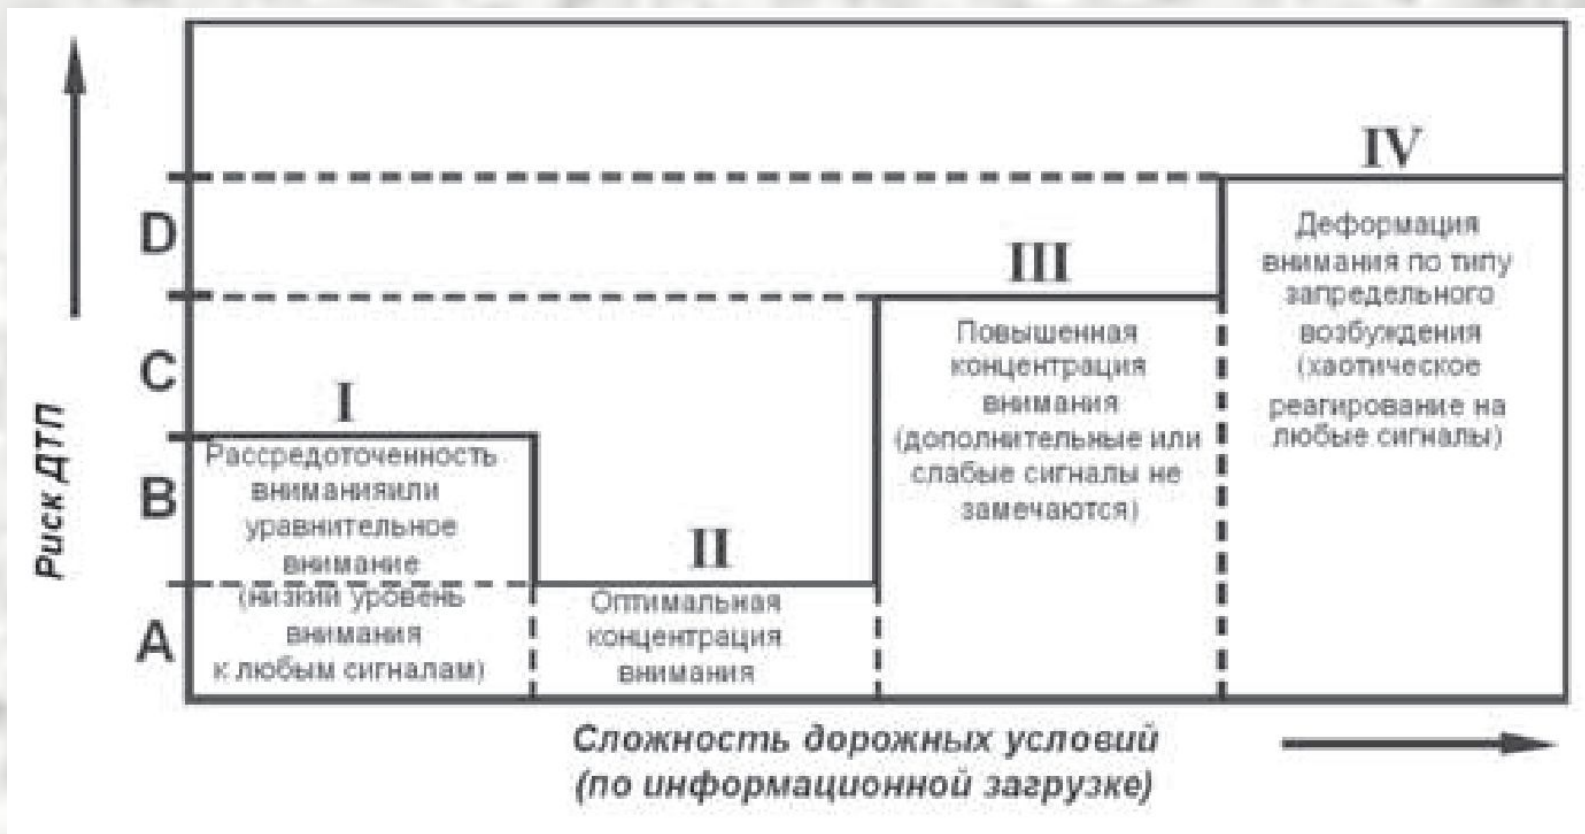 Риск ДТП
D
C
B
A
I
Рассредоточенность
вниманияили
уравнительное
внимание
(низкий уровень
внимания
к любым сигналам)
II
Оптимальная
концентрация
внимания
III
Повышенная
концентрация
внимания
(дополнительные или
слабые сигналы не
замечаются)
IV
Деформация
внимания по типу
запредельного
возбуждения
(хаотическое
реагирование на
любые сигналы)
Сложность дорожных условий
(по информационной загрузке)